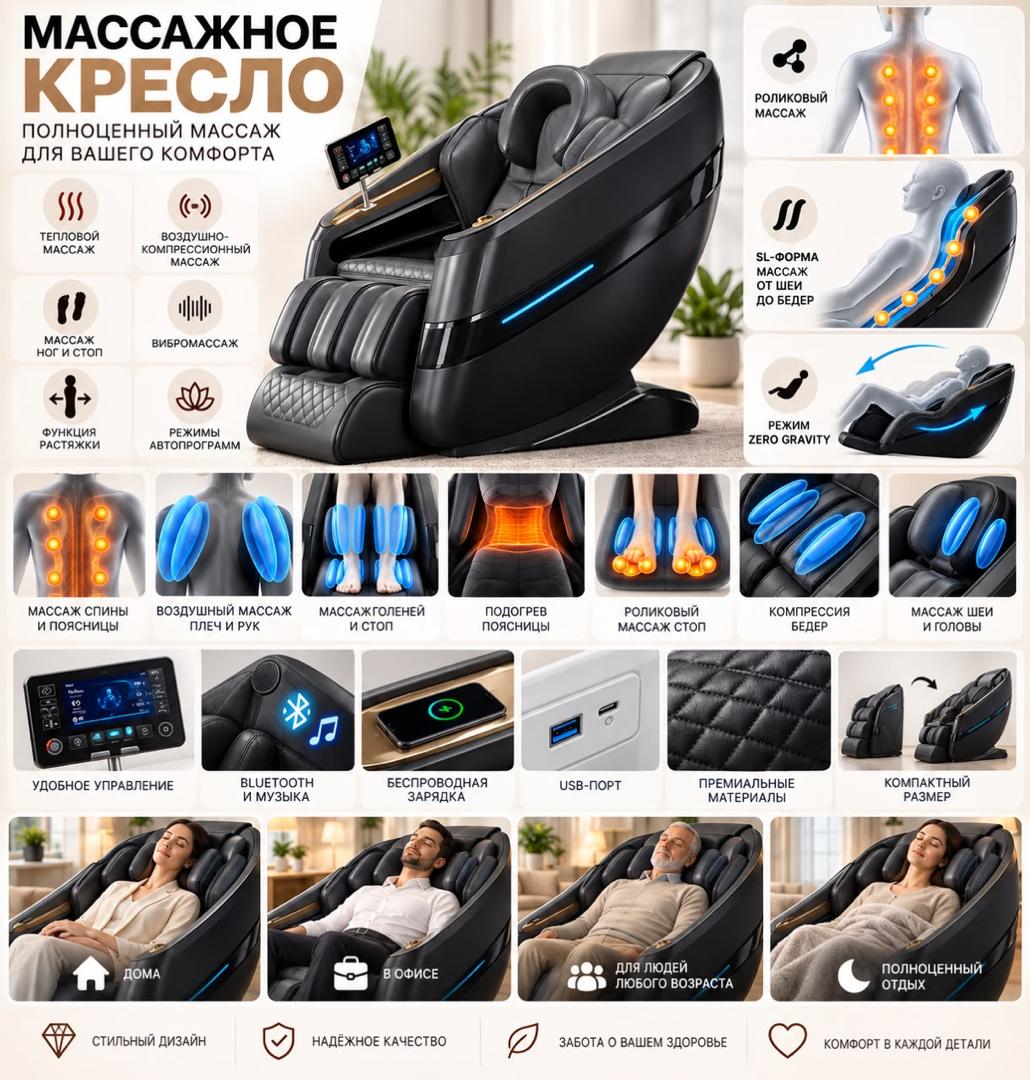 МАССАЖНОЕ
КРЕСЛО
ПОЛНОЦЕННЫЙ МАССАЖ
ДЛЯ ВАШЕГО КОМФОРТА
ТЕПЛОВОЙ
МАССАЖ
ВОЗДУШНО-
КОМПРЕССИОННЫЙ
МАССАЖ
МАССАЖ
НОГ И СТОП
ВИБРОМАССАЖ
ФУНКЦИЯ
РАСТЯЖКИ
РЕЖИМЫ
АВТОПРОГРАММ
РОЛИКОВЫЙ
МАССАЖ
SL-ФОРМА
МАССАЖ
ОТ ШЕИ
ДО БЕДЕР
РЕЖИМ
ZERO GRAVITY
МАССАЖ СПИНЫ
И ПОЯСНИЦЫ
ВОЗДУШНЫЙ МАССАЖ
ПЛЕЧ И РУК
МАССАЖ ГОЛЕНЕЙ
И СТОП
ПОДОГРЕВ
ПОЯСНИЦЫ
РОЛИКОВЫЙ
МАССАЖ СТОП
КОМПРЕССИЯ
БЕДЕР
МАССАЖ ШЕИ
И ГОЛОВЫ
УДОБНОЕ УПРАВЛЕНИЕ
BLUETOOTH
И МУЗЫКА
БЕСПРОВОДНАЯ
ЗАРЯДКА
USB-ПОРТ
ПРЕМИАЛЬНЫЕ
МАТЕРИАЛЫ
КОМПАКТНЫЙ
РАЗМЕР
ДОМА
В ОФИСЕ
ДЛЯ ЛЮДЕЙ
ЛЮБОГО ВОЗРАСТА
ПОЛНОЦЕННЫЙ
ОТДЫХ
СТИЛЬНЫЙ ДИЗАЙН
НАДЁЖНОЕ КАЧЕСТВО
ЗАБОТА О ВАШЕМ ЗДОРОВЬЕ
КОМФОРТ В КАЖДОЙ ДЕТАЛИ